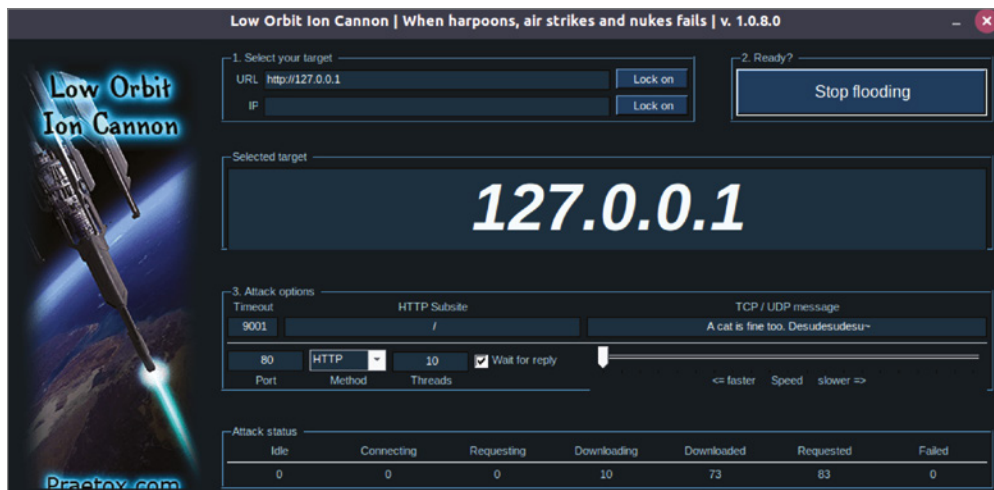 Low Orbit Ion Cannon | When harpoons, air strikes and nukes fails | v. 1.0.8.0
Low Orbit
Ion Cannon
1. Select your target
URL http://127.0.0.1 Lock on
IP Lock on
2. Ready?
Stop flooding
Selected target
127.0.0.1
3. Attack options
Timeout HTTP Subsite TCP / UDP message
9001 / A cat is fine too. Desudesudesu~
80 HTTP 10 Wait for reply
Port Method Threads <= faster Speed slower =>
Attack status
Idle Connecting Requesting Downloading Downloaded Requested Failed
0 0 0 10 73 83 0
Praetox.com